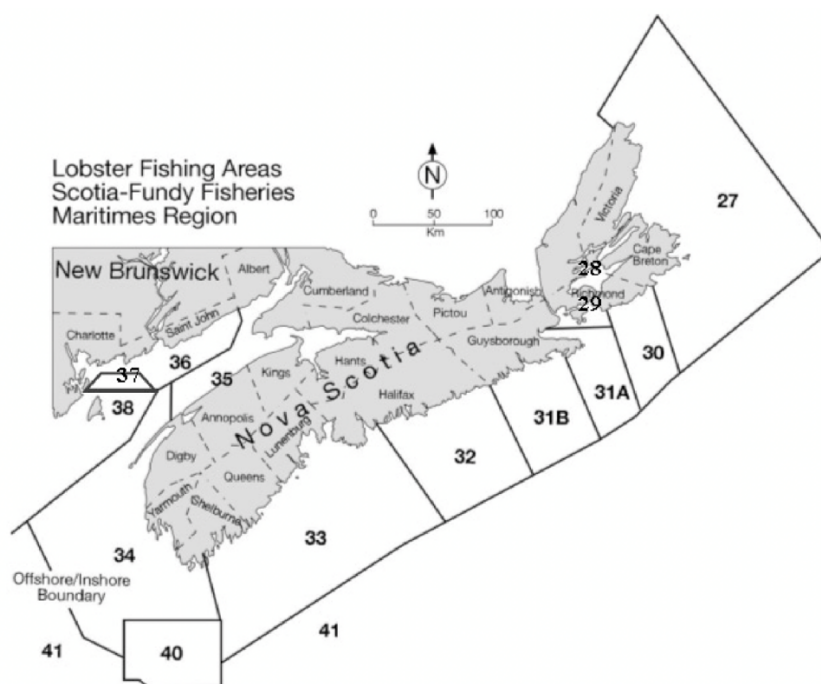 Lobster Fishing Areas
Scotia-Fundy Fisheries
Maritimes Region
N
0 50 100
Km
27
Victoria
Cape
Breton
28
Richmond
29
New Brunswick
Albert
Saint John
Charlotte
Cumberland
Colchester
Pictou
Antigonish
Guysborough
Hants
Kings
Halifax
Annopolis
Lunenburg
Digby
Queens
Yarmouth
Shelburne
Nova Scotia
36
37
35
38
30
31A
31B
32
33
34
Offshore/Inshore
Boundary
41
40
41